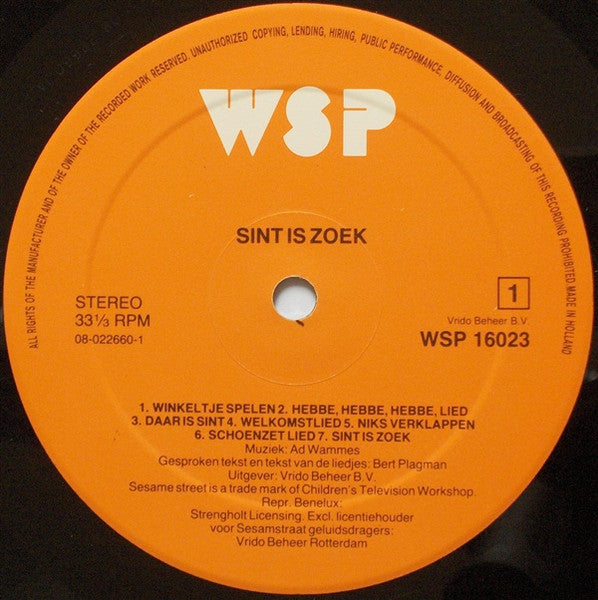 ALL RIGHTS OF THE MANUFACTURER AND OF THE OWNER OF THE RECORDED WORK RESERVED. UNAUTHORIZED COPYING, LENDING, HIRING, PUBLIC PERFORMANCE, DIFFUSION AND BROADCASTING OF THIS RECORDING PROHIBITED. MADE IN HOLLAND
WSP
SINT IS ZOEK
STEREO
33⅓ RPM
08-022660-1
1
Vrido Beheer B.V.
WSP 16023
1. WINKELTJE SPELEN 2. HEBBE, HEBBE, HEBBE, LIED
3. DAAR IS SINT 4. WELKOMSTLIED 5. NIKS VERKLAPPEN
6. SCHOENZET LIED 7. SINT IS ZOEK
Muziek: Ad Wammes
Gesproken tekst en tekst van de liedjes: Bert Plagman
Uitgever: Vrido Beheer B.V.
Sesame street is a trade mark of Children's Television Workshop.
Repr. Benelux:
Strengholt Licensing. Excl. licentiehouder
voor Sesamstraat geluidsdragers:
Vrido Beheer Rotterdam